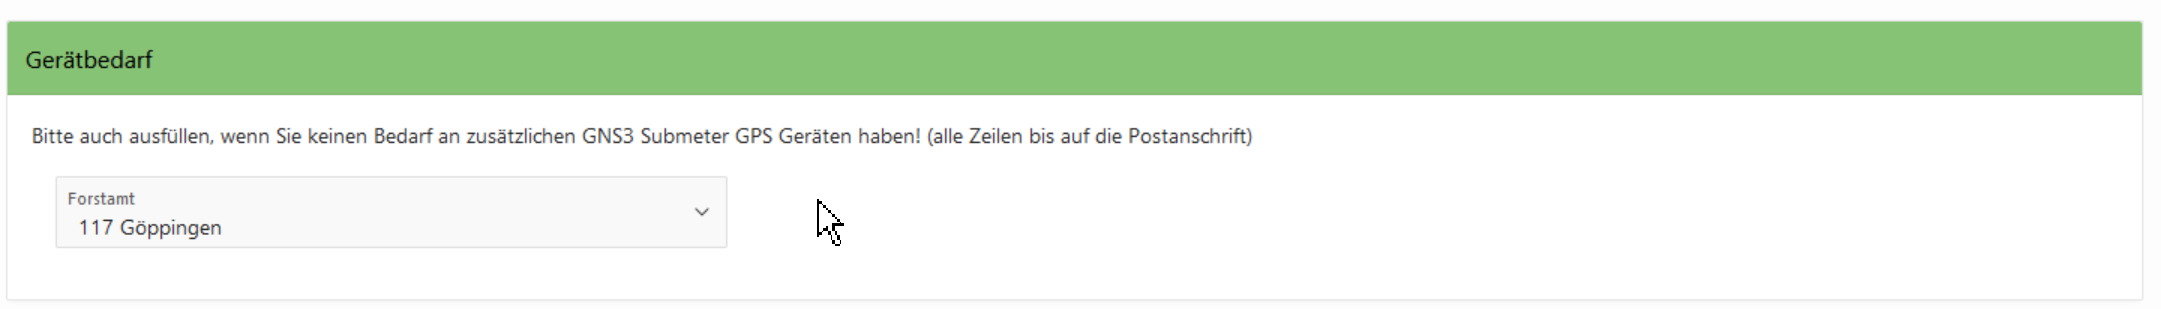 Gerätbedarf
Bitte auch ausfüllen, wenn Sie keinen Bedarf an zusätzlichen GNS3 Submeter GPS Geräten haben! (alle Zeilen bis auf die Postanschrift)
Forstamt
117 Göppingen